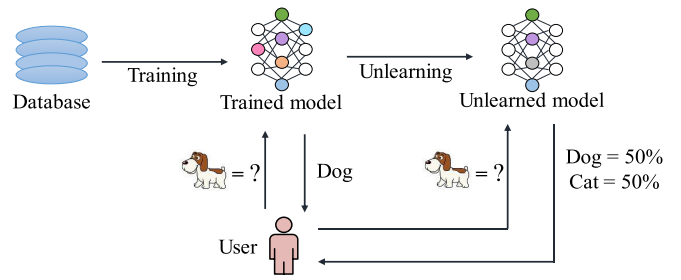 Database
Training
Trained model
Unlearning
Unlearned model
= ?
Dog
= ?
Dog = 50%
Cat = 50%
User